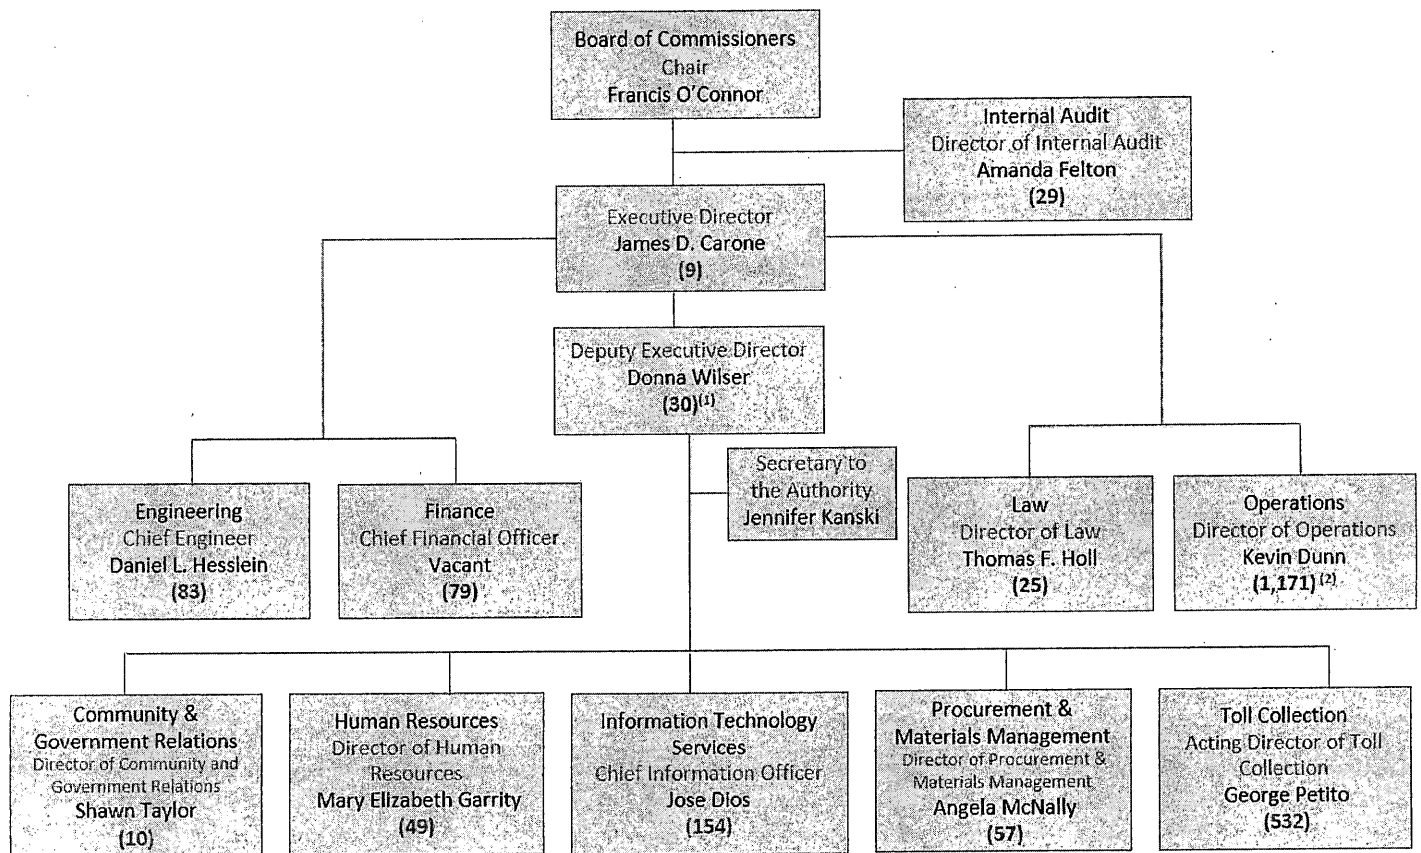 Board of Commissioners
Chair
Francis O'Connor
Internal Audit
Director of Internal Audit
Amanda Felton
(29)
Executive Director
James D. Carone
(9)
Deputy Executive Director
Donna Wilser
(30)(1)
Secretary to
the Authority
Jennifer Kanski
Engineering
Chief Engineer
Daniel L. Hesslein
(83)
Finance
Chief Financial Officer
Vacant
(79)
Law
Director of Law
Thomas F. Holl
(25)
Operations
Director of Operations
Kevin Dunn
(1,171) (2)
Community &
Government Relations
Director of Community and
Government Relations
Shawn Taylor
(10)
Human Resources
Director of Human
Resources
Mary Elizabeth Garrity
(49)
Information Technology
Services
Chief Information Officer
Jose Dios
(154)
Procurement &
Materials Management
Director of Procurement &
Materials Management
Angela McNally
(57)
Toll Collection
Acting Director of Toll
Collection
George Petito
(532)